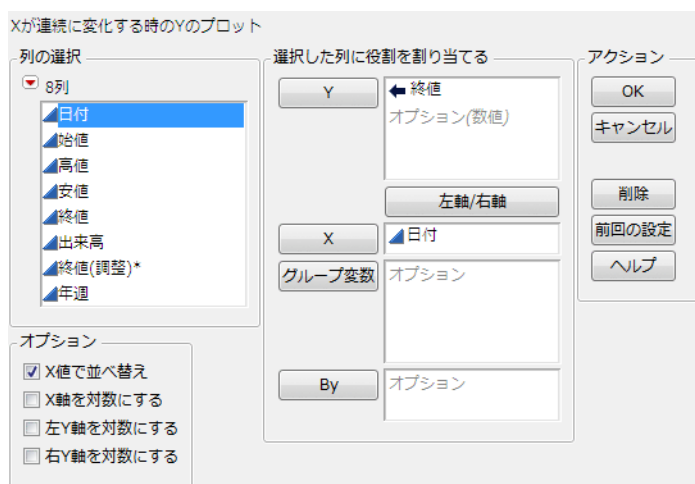 Xが連続に変化する時のYのプロット
列の選択
8列
日付
始値
高値
安値
終値
出来高
終値(調整)*
年週
オプション
X値で並べ替え
X軸を対数にする
左Y軸を対数にする
右Y軸を対数にする
選択した列に役割を割り当てる
Y
終値
オプション(数値)
左軸/右軸
X
日付
グループ変数
オプション
By
オプション
アクション
OK
キャンセル
削除
前回の設定
ヘルプ